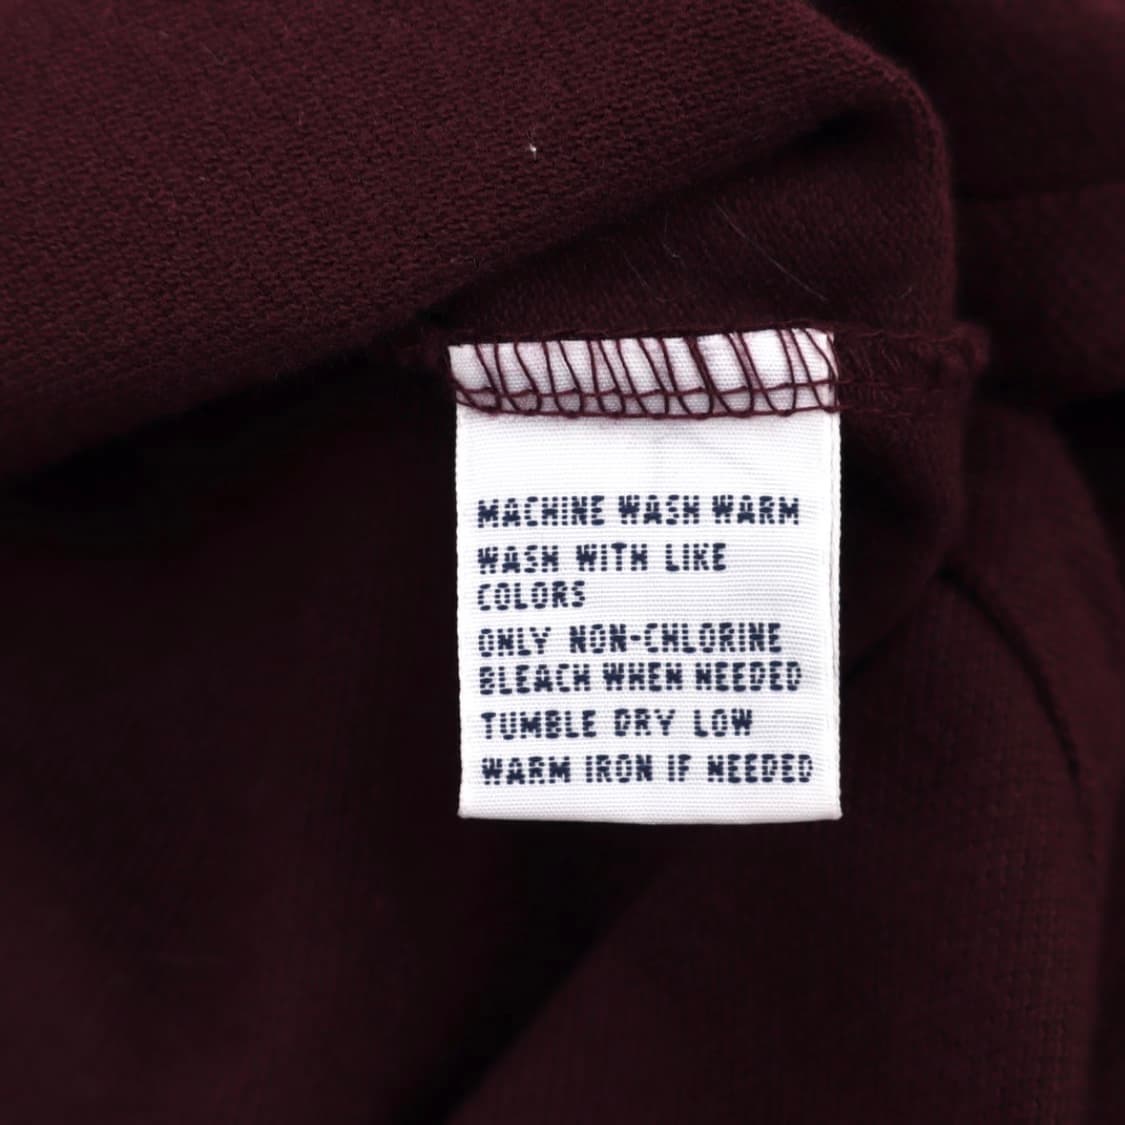 MACHINE WASH WARM
WASH WITH LIKE
COLORS
ONLY NON-CHLORINE
BLEACH WHEN NEEDED
TUMBLE DRY LOW
WARM IRON IF NEEDED